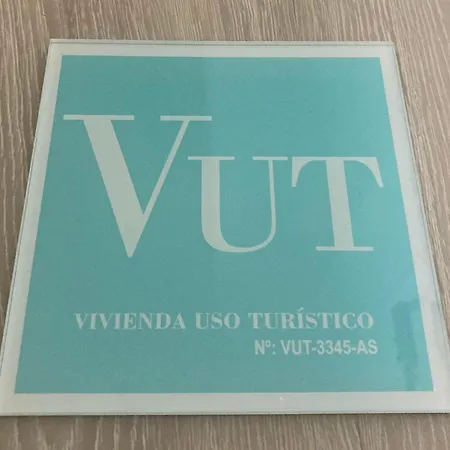 VUT
VIVIENDA USO TURÍSTICO
Nº: VUT-3345-AS